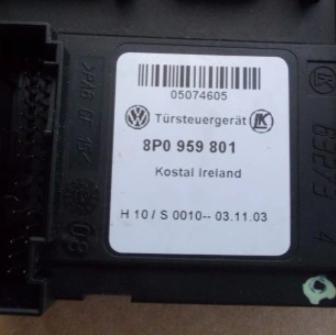 05074605
Türsteuergerät
8P0 959 801
Kostal Ireland
H 10 / S 0010-- 03.11.03